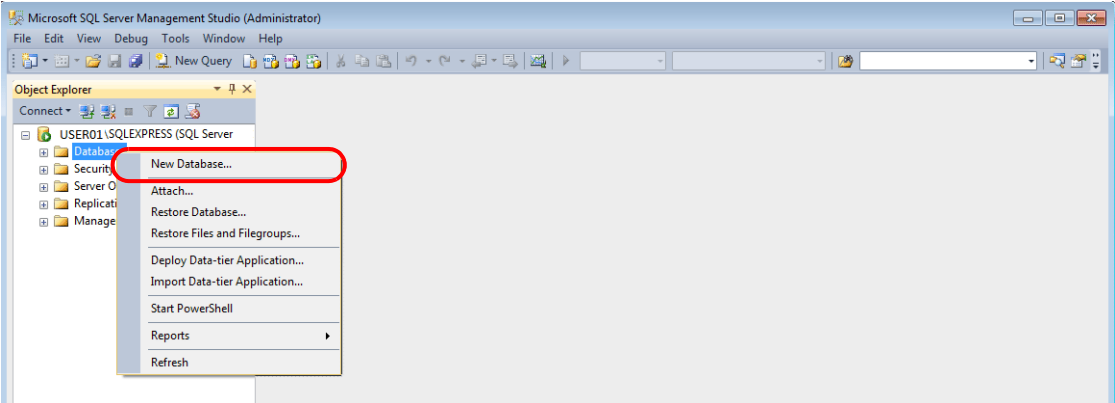 Microsoft SQL Server Management Studio (Administrator)
File Edit View Debug Tools Window Help
New Query
Object Explorer
Connect
USER01\SQLEXPRESS (SQL Server
Databas
Security
Server O
Replicati
Manage
New Database...
Attach...
Restore Database...
Restore Files and Filegroups...
Deploy Data-tier Application...
Import Data-tier Application...
Start PowerShell
Reports
Refresh